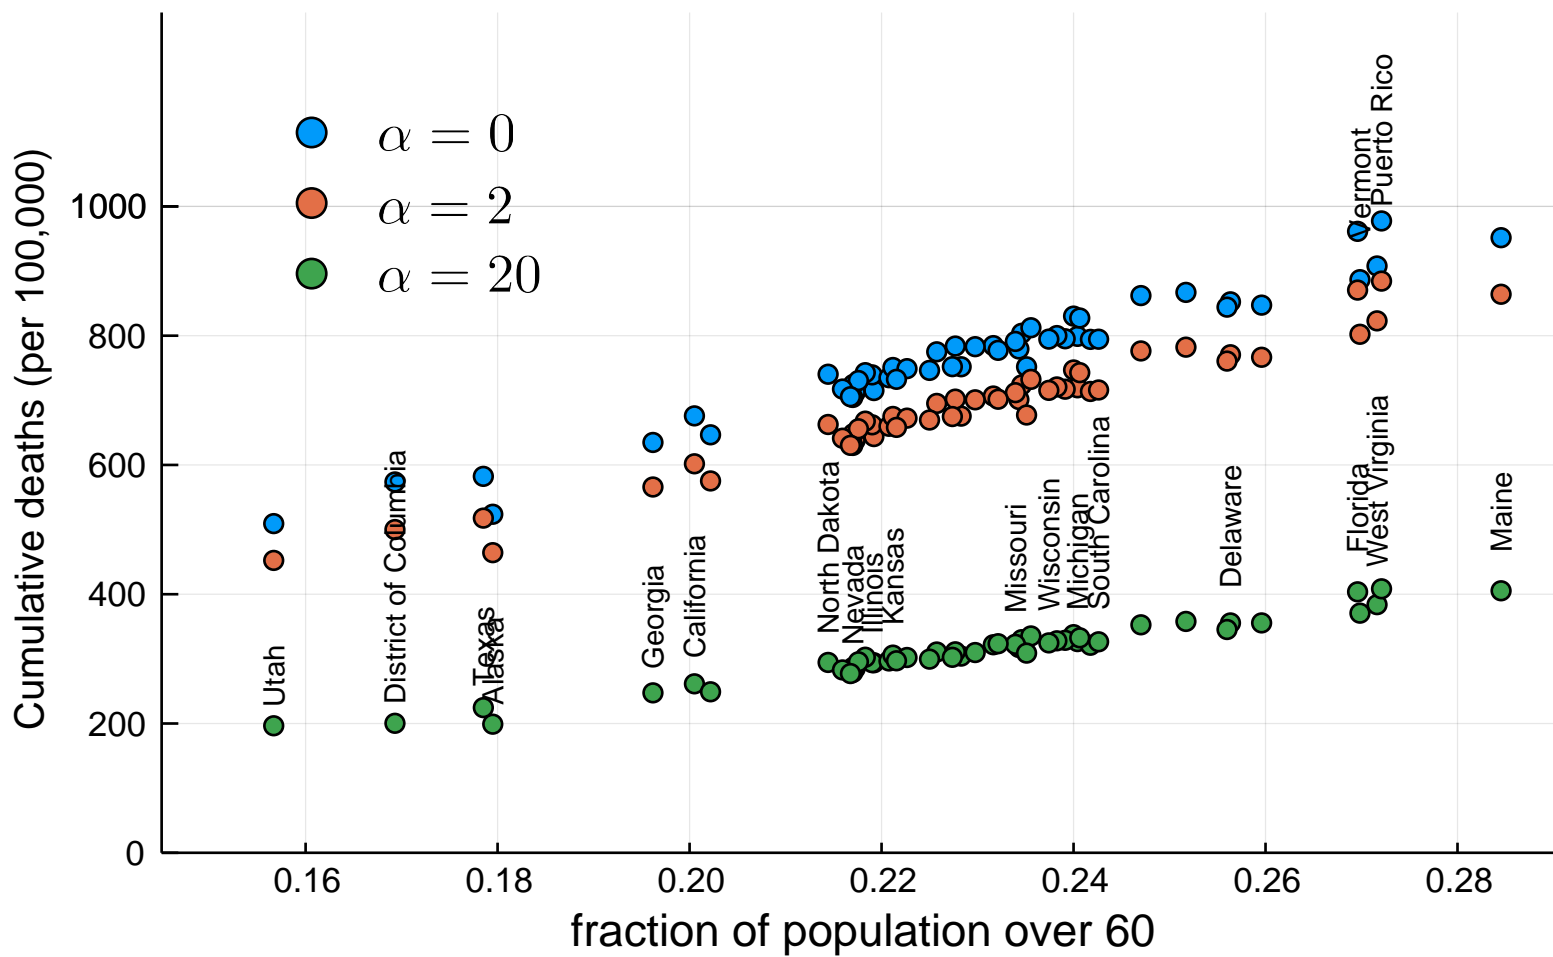 Cumulative deaths (per 100,000)
1000
800
600
400
200
0
α = 0
α = 2
α = 20
Utah
District of Columbia
Texas
Alaska
Georgia
California
North Dakota
Nevada
Illinois
Kansas
Missouri
Wisconsin
Michigan
South Carolina
Delaware
Vermont
Puerto Rico
Florida
West Virginia
Maine
0.16
0.18
0.20
0.22
0.24
0.26
0.28
fraction of population over 60